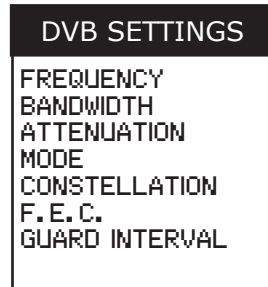 DVB SETTINGS
FREQUENCY
BANDWIDTH
ATTENUATION
MODE
CONSTELLATION
F.E.C.
GUARD INTERVAL